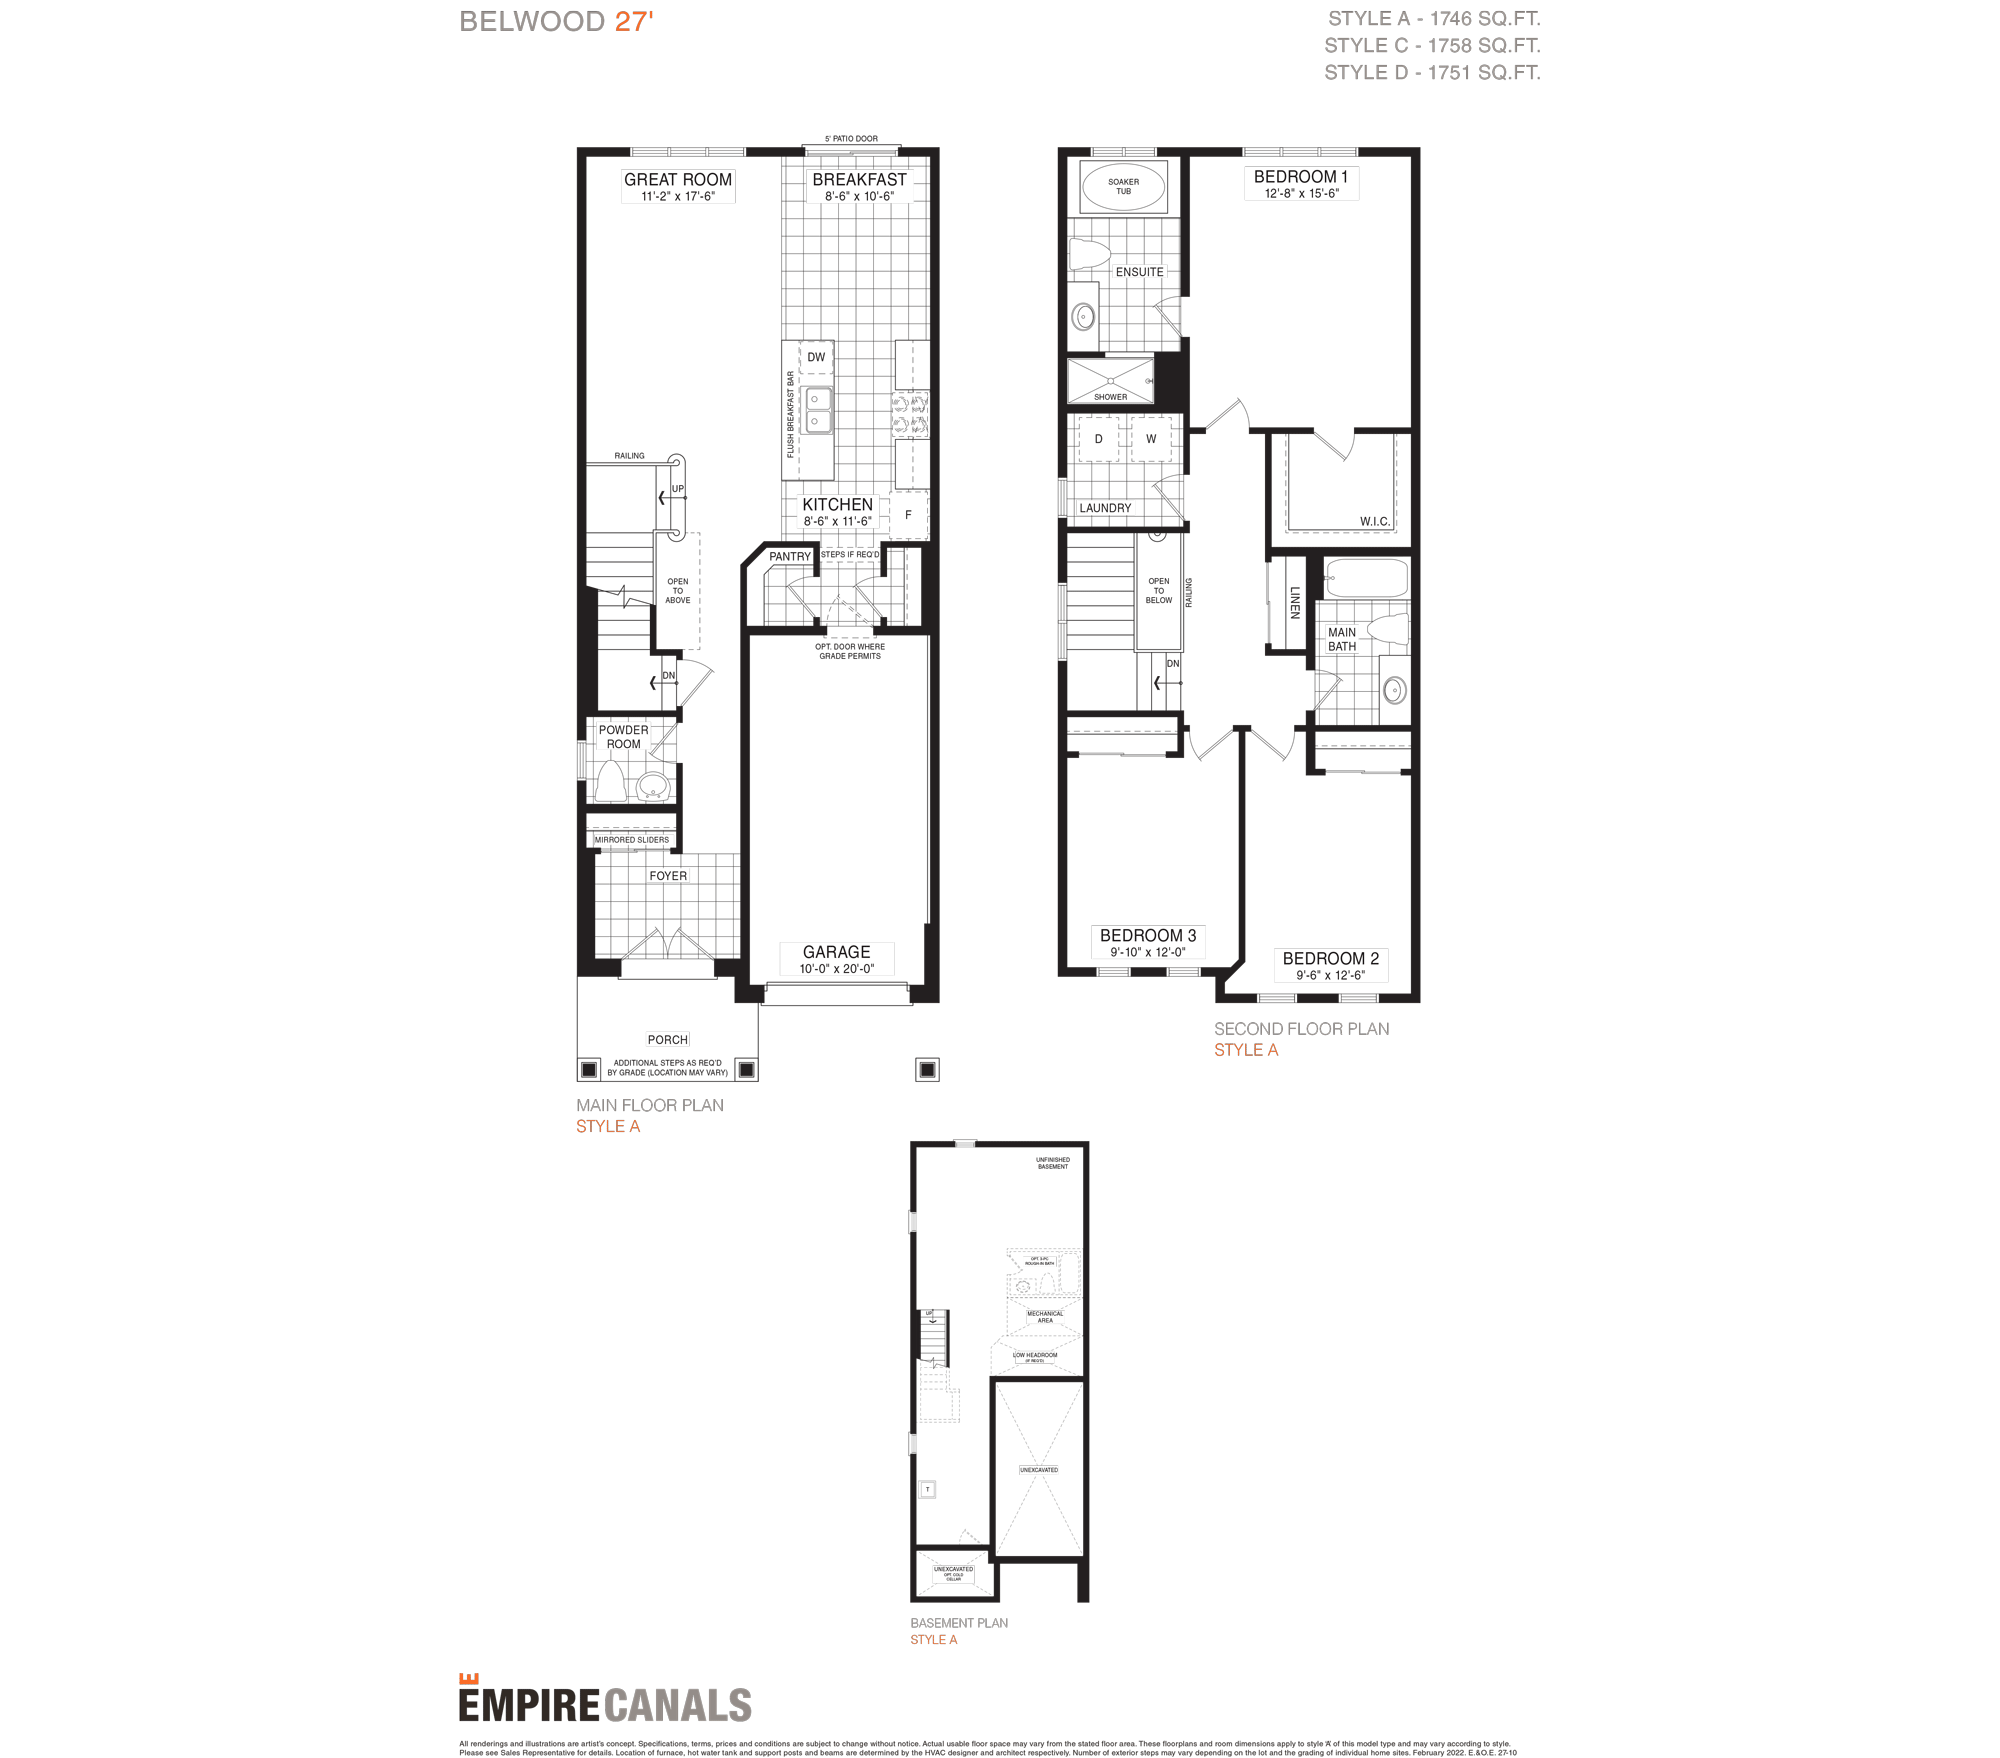 BELWOOD 27'
STYLE A - 1746 SQ.FT.
STYLE C - 1758 SQ.FT.
STYLE D - 1751 SQ.FT.
5' PATIO DOOR
GREAT ROOM
11'-2" x 17'-6"
BREAKFAST
8'-6" x 10'-6"
DW
FLUSH BREAKFAST BAR
RAILING
UP
KITCHEN
8'-6" x 11'-6"
F
PANTRY
STEPS IF REQ'D
OPEN
TO
ABOVE
OPT. DOOR WHERE
GRADE PERMITS
DN
POWDER
ROOM
MIRRORED SLIDERS
FOYER
GARAGE
10'-0" x 20'-0"
PORCH
ADDITIONAL STEPS AS REQ'D
BY GRADE (LOCATION MAY VARY)
MAIN FLOOR PLAN
STYLE A
SOAKER
TUB
BEDROOM 1
12'-8" x 15'-6"
ENSUITE
SHOWER
D
W
LAUNDRY
W.I.C.
OPEN
TO
BELOW
RAILING
LINEN
MAIN
BATH
DN
BEDROOM 3
9'-10" x 12'-0"
BEDROOM 2
9'-6" x 12'-6"
SECOND FLOOR PLAN
STYLE A
UNFINISHED
BASEMENT
OPT. 3-PC
ROUGH-IN BATH
UP
MECHANICAL
AREA
LOW HEADROOM
(IF REQ'D)
UNEXCAVATED
T
UNEXCAVATED
OPT. COLD
CELLAR
BASEMENT PLAN
STYLE A
E
EMPIRECANALS
All renderings and illustrations are artist's concept. Specifications, terms, prices and conditions are subject to change without notice. Actual usable floor space may vary from the stated floor area. These floorplans and room dimensions apply to style 'A' of this model type and may vary according to style.
Please see Sales Representative for details. Location of furnace, hot water tank and support posts and beams are determined by the HVAC designer and architect respectively. Number of exterior steps may vary depending on the lot and the grading of individual home sites. February 2022. E.&O.E. 27-10